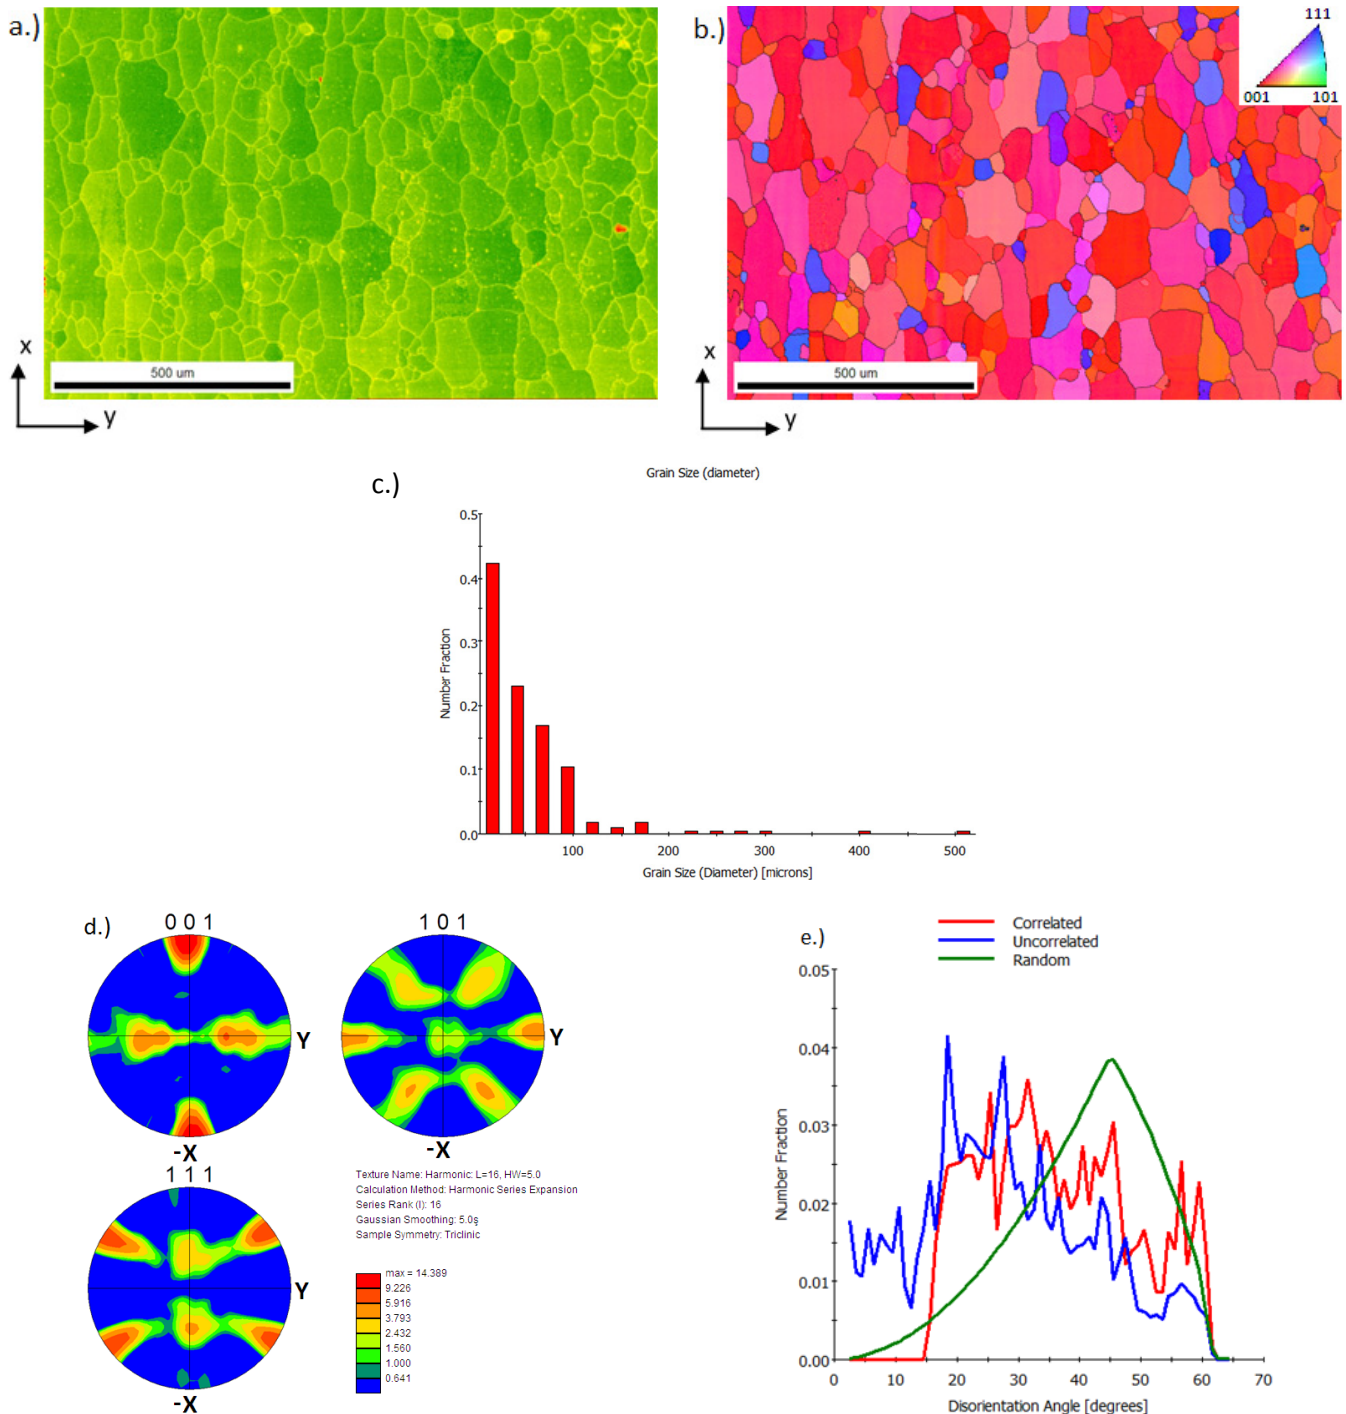 a.)
x
500 um
y
b.)
111
001 101
x
500 um
y
c.)
Grain Size (diameter)
0.5
0.4
0.3
0.2
0.1
0.0
Number Fraction
100 200 300 400 500
Grain Size (Diameter) [microns]
d.)
0 0 1
Y
-X
1 0 1
Y
-X
1 1 1
Y
-X
Texture Name: Harmonic: L=16, HW=5.0
Calculation Method: Harmonic Series Expansion
Series Rank (l): 16
Gaussian Smoothing: 5.0§
Sample Symmetry: Triclinic
max = 14.389
9.226
5.916
3.793
2.432
1.560
1.000
0.641
e.)
Correlated
Uncorrelated
Random
0.05
0.04
0.03
0.02
0.01
0.00
Number Fraction
0 10 20 30 40 50 60 70
Disorientation Angle [degrees]